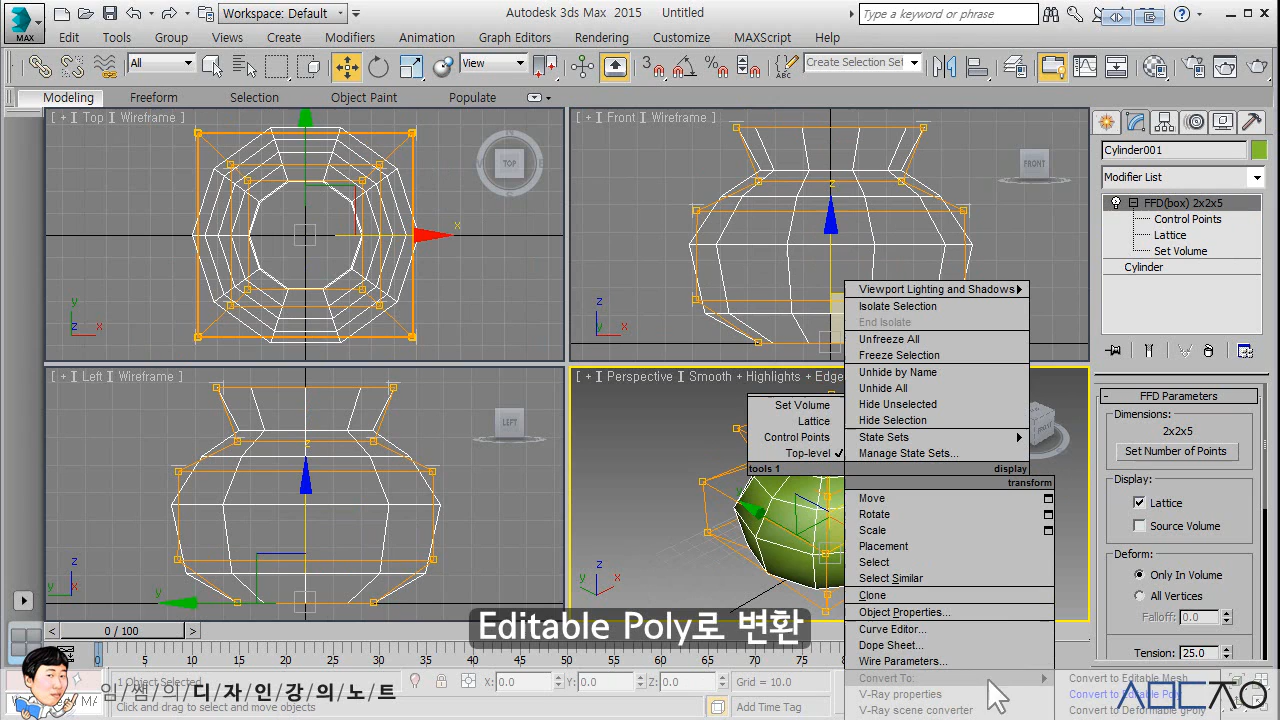 MAX
Workspace: Default
Autodesk 3ds Max 2015
Untitled
Type a keyword or phrase
Edit Tools Group Views Create Modifiers Animation Graph Editors Rendering Customize MAXScript Help
All
View
Create Selection Set
Modeling Freeform Selection Object Paint Populate
[ + ] Top ] Wireframe ]
TOP
[ + ] Front ] Wireframe ]
FRONT
[ + ] Left ] Wireframe ]
LEFT
[ + ] Perspective ] Smooth + Highlights + Edge
Cylinder001
Modifier List
FFD(box) 2x2x5
Control Points
Lattice
Set Volume
Cylinder
FFD Parameters
Dimensions:
2x2x5
Set Number of Points
Display:
Lattice
Source Volume
Deform:
Only In Volume
All Vertices
Falloff: 0.0
Tension: 25.0
Viewport Lighting and Shadows
Isolate Selection
End Isolate
Unfreeze All
Freeze Selection
Unhide by Name
Unhide All
Hide Unselected
Hide Selection
State Sets
Manage State Sets...
display
Set Volume
Lattice
Control Points
Top-level
tools 1
transform
Move
Rotate
Scale
Placement
Select
Select Similar
Clone
Object Properties...
Curve Editor...
Dope Sheet...
Wire Parameters...
Convert To:
V-Ray properties
V-Ray scene converter
Convert to Editable Mesh
Convert to Editable Poly
Convert to Deformable gPoly
Editable Poly로 변환
0 / 100
5 10 15 20 25 30 35 40 45 50 55 60 65 70 75
1 Object Selected
X: 0.0 Y: 0.0 Z: 0.0 Grid = 10.0
Click and drag to select and move objects
Add Time Tag
임쌤의디자인강의노트